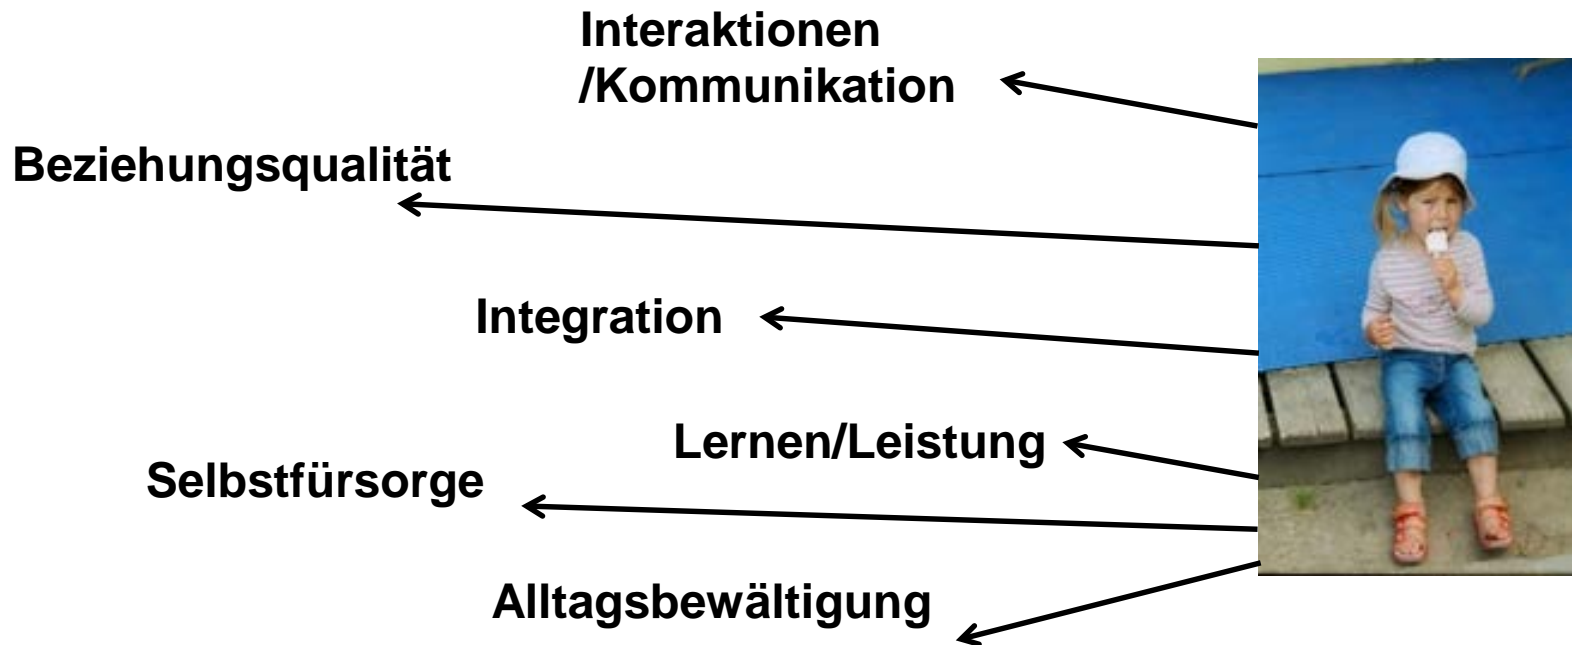 Interaktionen
/Kommunikation
Beziehungsqualität
Integration
Lernen/Leistung
Selbstfürsorge
Alltagsbewältigung